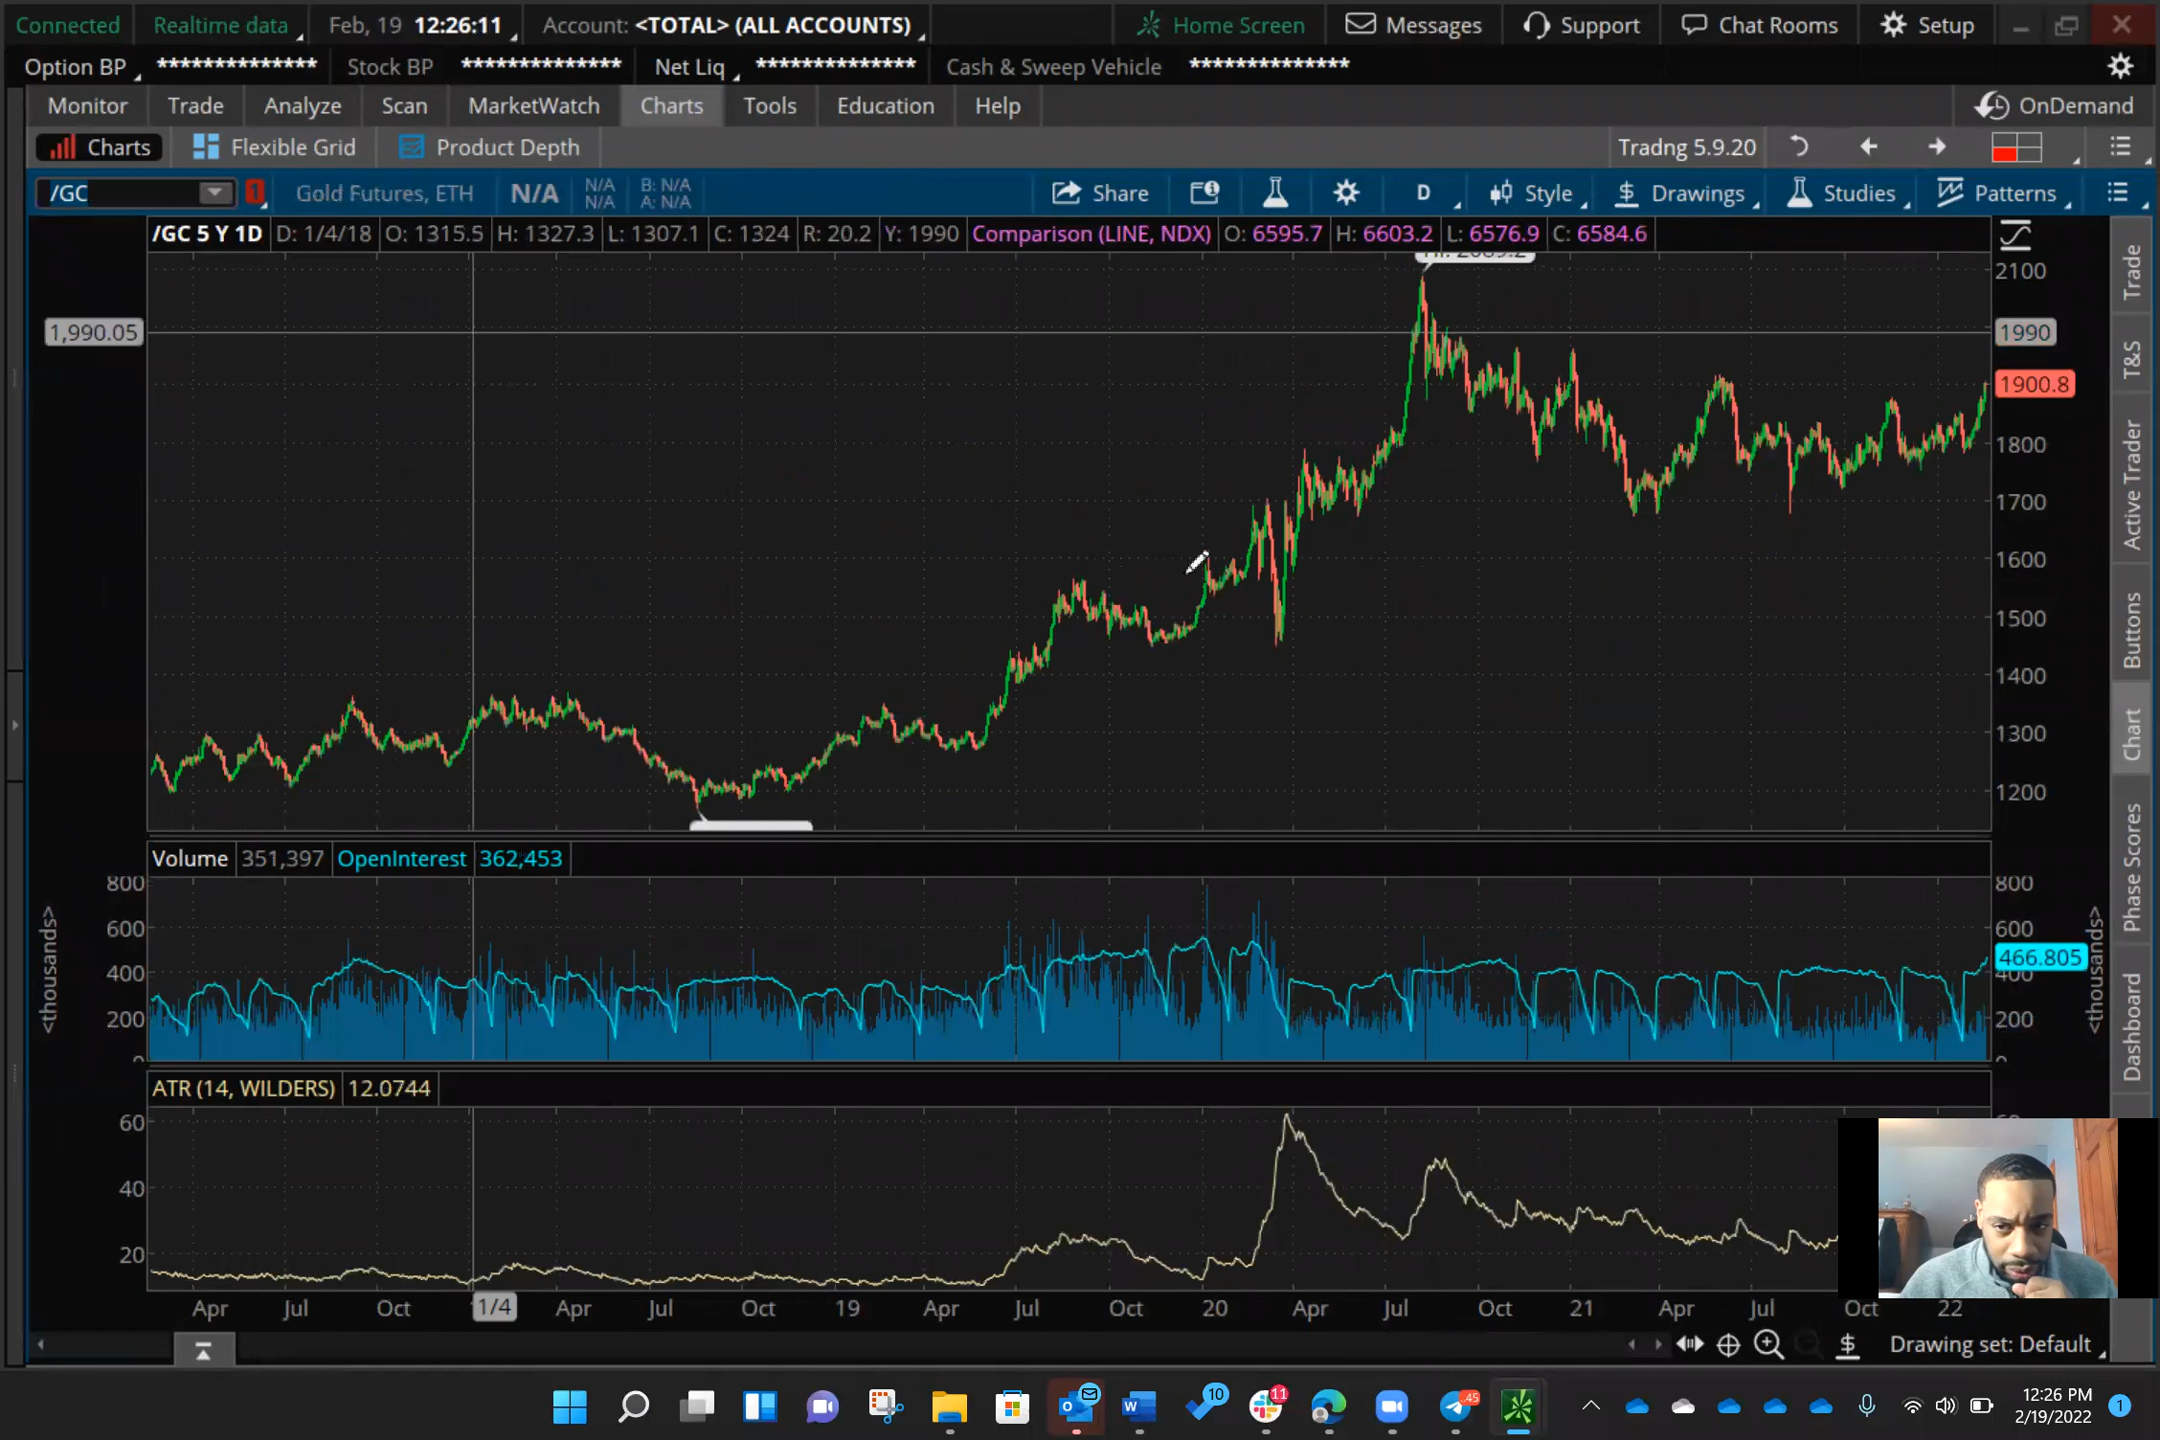 Connected Realtime data Feb, 19 12:26:11 Account: <TOTAL> (ALL ACCOUNTS) Home Screen Messages Support Chat Rooms Setup
Option BP ************** Stock BP ************** Net Liq ************** Cash & Sweep Vehicle **************
Monitor Trade Analyze Scan MarketWatch Charts Tools Education Help OnDemand
Charts Flexible Grid Product Depth Tradng 5.9.20
/GC 1 Gold Futures, ETH N/A N/A B: N/A Share D Style Drawings Studies Patterns
N/A A: N/A
/GC 5 Y 1D D: 1/4/18 O: 1315.5 H: 1327.3 L: 1307.1 C: 1324 R: 20.2 Y: 1990 Comparison (LINE, NDX) O: 6595.7 H: 6603.2 L: 6576.9 C: 6584.6
2100
1,990.05 1990
1900.8
1800
1700
1600
1500
1400
1300
1200
Volume 351,397 OpenInterest 362,453
800 800
600 600
466.805
400 400
200 200
<thousands> <thousands>
ATR (14, WILDERS) 12.0744
60
40
20
Apr Jul Oct 1/4 Apr Jul Oct 19 Apr Jul Oct 20 Apr Jul Oct 21 Apr Jul Oct 22
Drawing set: Default
Trade
T&S
Active Trader
Buttons
Chart
Phase Scores
Dashboard
10 11 45
12:26 PM
2/19/2022 1